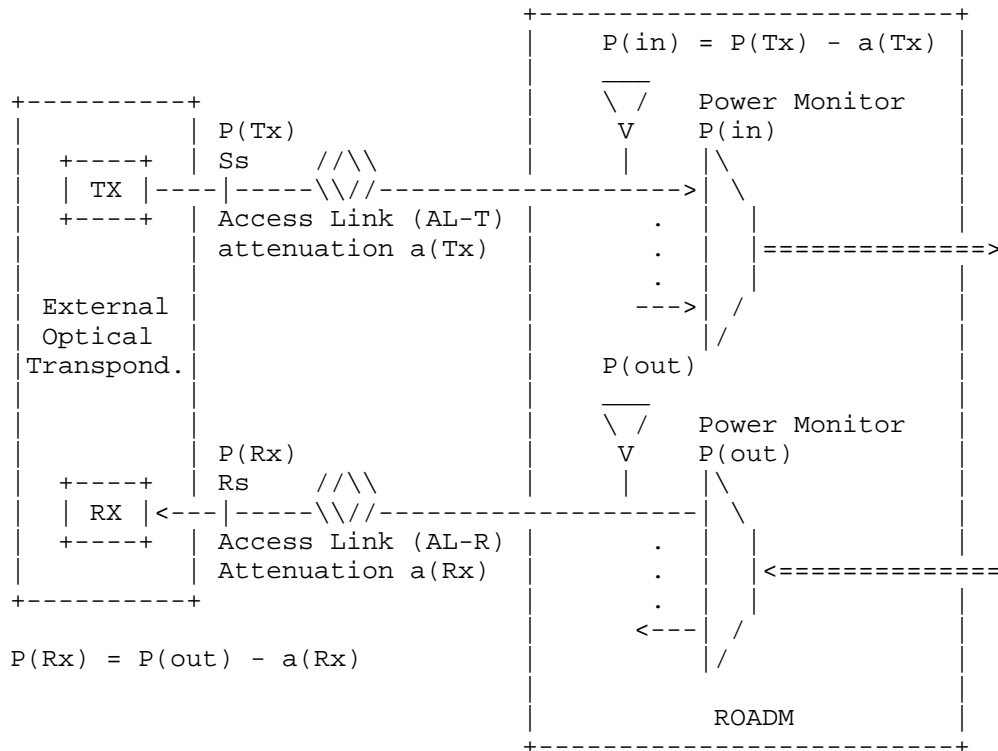 P(in) = P(Tx) - a(Tx)
Power Monitor
P(Tx) V P(in)
Ss
TX
Access Link (AL-T)
attenuation a(Tx)
External
Optical
Transpond.
P(out)
Power Monitor
P(Rx) V P(out)
Rs
RX
Access Link (AL-R)
Attenuation a(Rx)
P(Rx) = P(out) - a(Rx)
ROADM